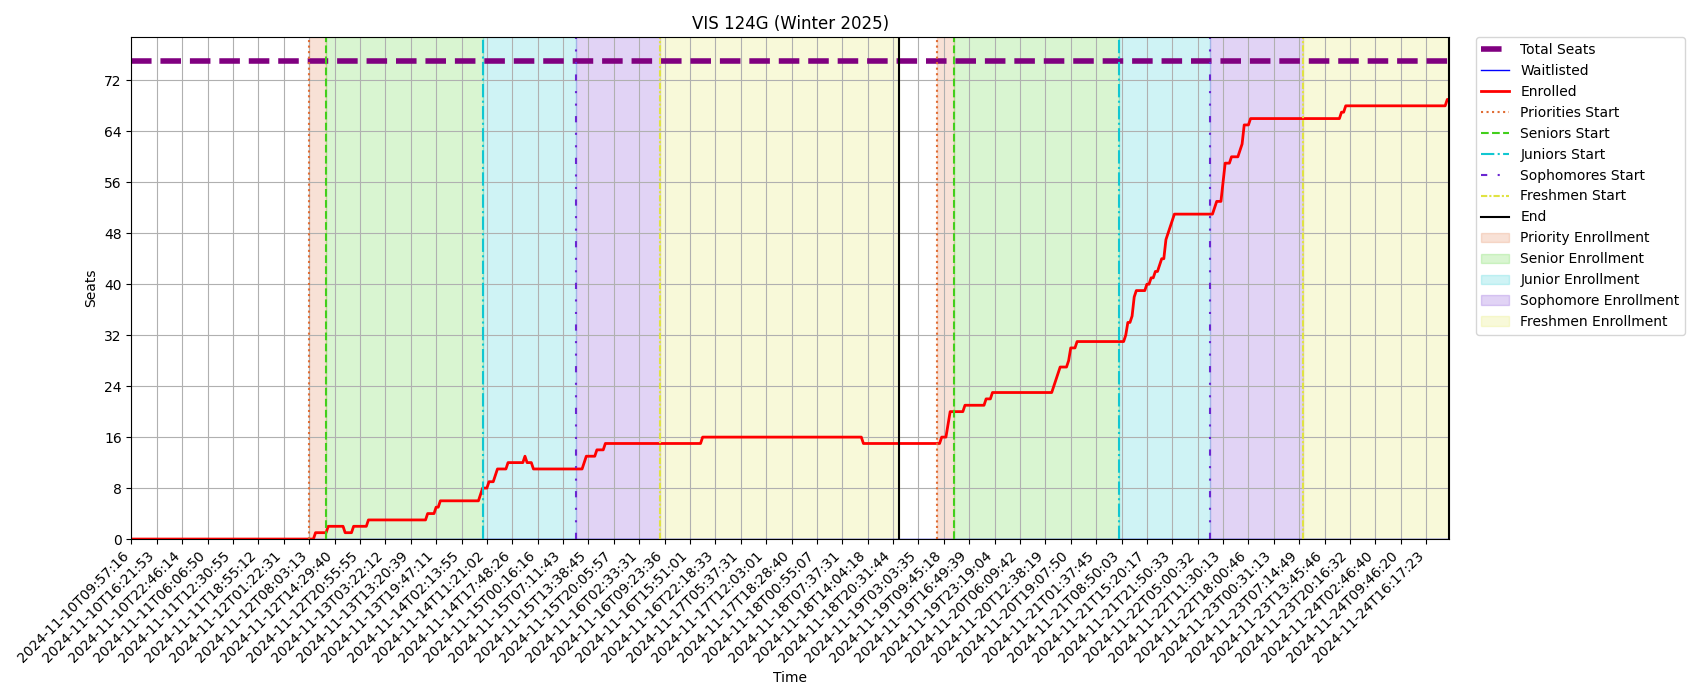 VIS 124G (Winter 2025)
Total Seats
Waitlisted
Enrolled
Priorities Start
Seniors Start
Juniors Start
Sophomores Start
Freshmen Start
End
Priority Enrollment
Senior Enrollment
Junior Enrollment
Sophomore Enrollment
Freshmen Enrollment
Seats
72
64
56
48
40
32
24
16
8
0
2024-11-10T09:57:16
2024-11-10T16:21:53
2024-11-10T22:46:14
2024-11-11T06:06:50
2024-11-11T12:30:55
2024-11-11T18:55:12
2024-11-12T01:22:31
2024-11-12T08:03:13
2024-11-12T14:29:40
2024-11-12T20:55:55
2024-11-13T03:22:12
2024-11-13T13:20:39
2024-11-13T19:47:11
2024-11-14T02:13:55
2024-11-14T11:21:02
2024-11-14T17:48:26
2024-11-15T00:16:16
2024-11-15T07:11:43
2024-11-15T13:38:45
2024-11-15T20:05:57
2024-11-16T02:33:31
2024-11-16T09:23:36
2024-11-16T15:51:01
2024-11-16T22:18:33
2024-11-17T05:37:31
2024-11-17T12:03:01
2024-11-17T18:28:40
2024-11-18T00:55:07
2024-11-18T07:37:31
2024-11-18T14:04:18
2024-11-18T20:31:44
2024-11-19T03:03:35
2024-11-19T09:45:18
2024-11-19T16:49:39
2024-11-19T23:19:04
2024-11-20T06:09:42
2024-11-20T12:38:19
2024-11-20T19:07:50
2024-11-21T01:37:45
2024-11-21T08:50:03
2024-11-21T15:20:17
2024-11-21T21:50:33
2024-11-22T05:00:32
2024-11-22T11:30:13
2024-11-22T18:00:46
2024-11-23T00:31:13
2024-11-23T07:14:49
2024-11-23T13:45:46
2024-11-23T20:16:32
2024-11-24T02:46:40
2024-11-24T09:46:20
2024-11-24T16:17:23
Time